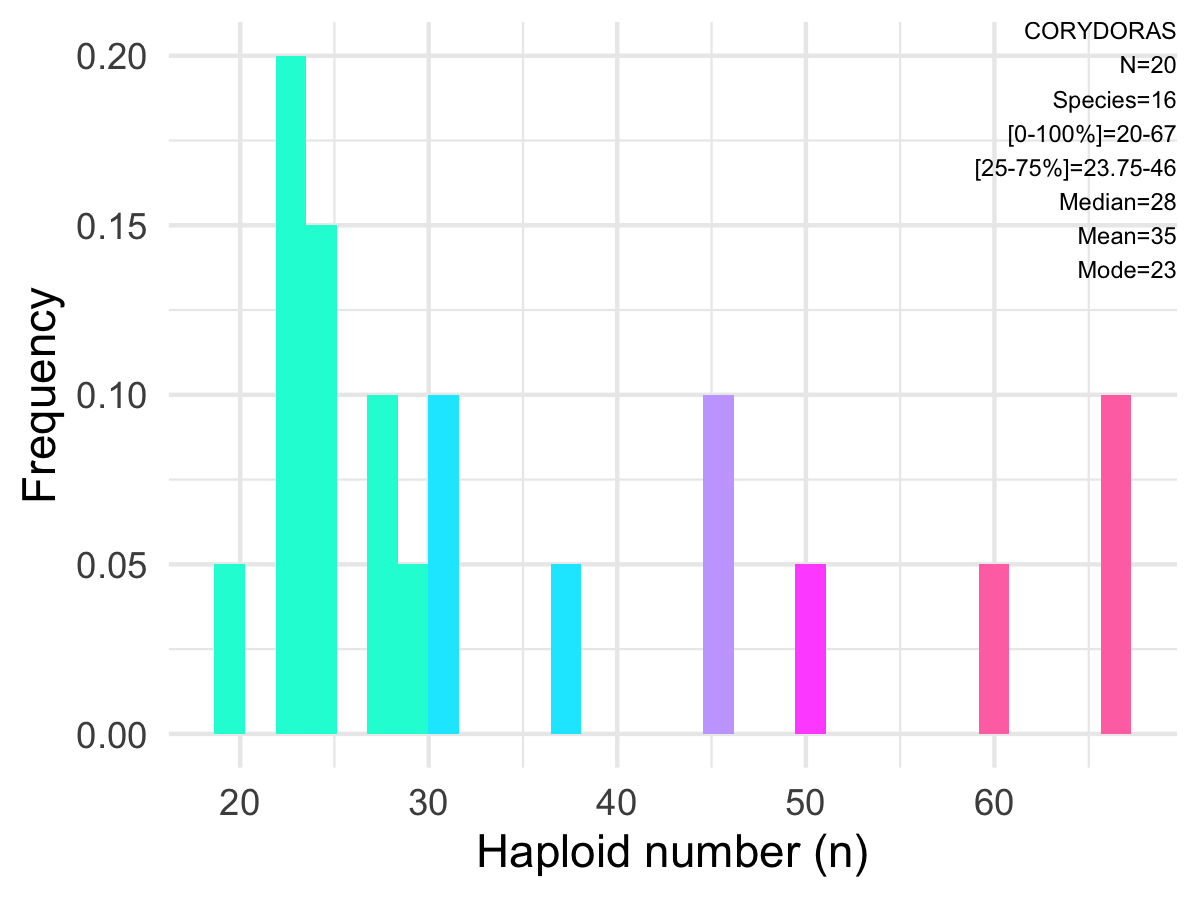 CORYDORAS
N=20
Species=16
[0-100%]=20-67
[25-75%]=23.75-46
Median=28
Mean=35
Mode=23
0.20
0.15
0.10
0.05
0.00
Frequency
20 30 40 50 60
Haploid number (n)